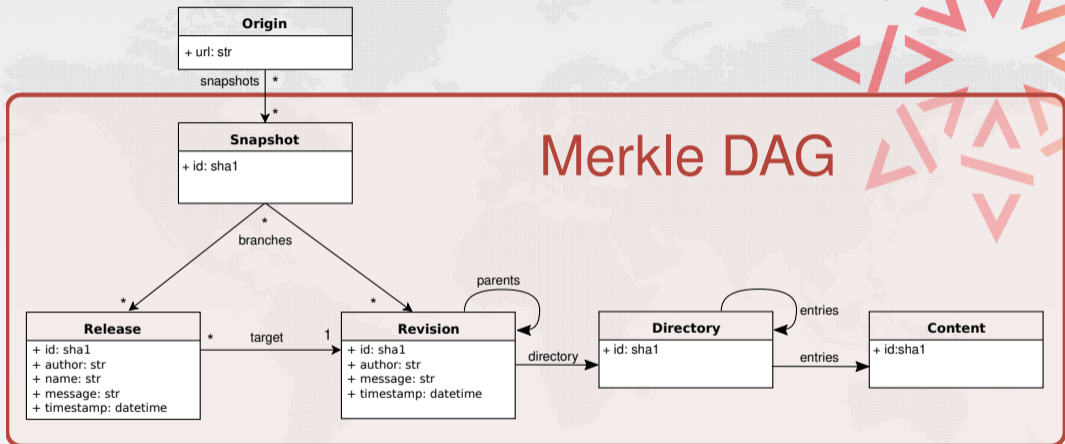 Origin
+ url: str
snapshots *
*
Merkle DAG
Snapshot
+ id: sha1
*
branches
* *
parents
Release
+ id: sha1
+ author: str
+ name: str
+ message: str
+ timestamp: datetime
* target 1
Revision
+ id: sha1
+ author: str
+ message: str
+ timestamp: datetime
directory
Directory
+ id: sha1
entries
entries
Content
+ id:sha1